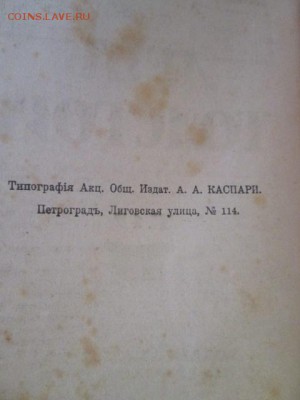 COINS.LAVE.RU
Типографія Акц. Общ. Издат. А. А. КАСПАРИ.
Петроградъ, Лиговская улица, № 114.